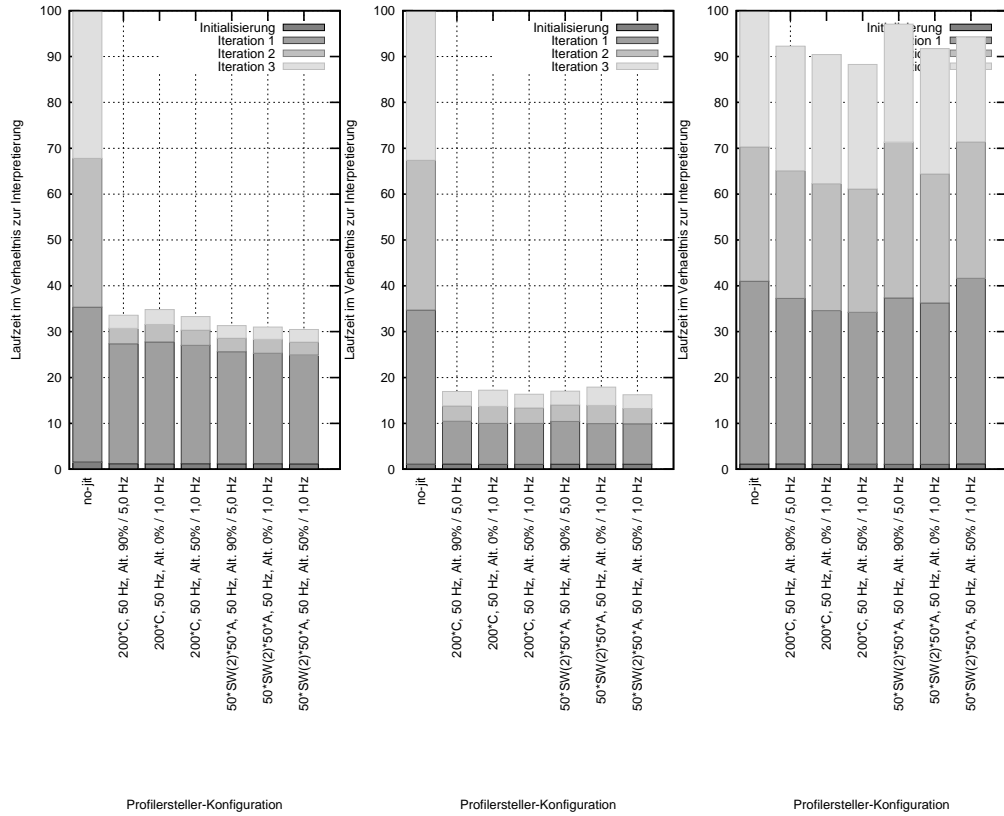 Laufzeit im Verhaeltnis zur Interpretierung
100
90
80
70
60
50
40
30
20
10
0
Initialisierung
Iteration 1
Iteration 2
Iteration 3
no-jit
200*C, 50 Hz, Alt. 90% / 5,0 Hz
200*C, 50 Hz, Alt. 0% / 1,0 Hz
200*C, 50 Hz, Alt. 50% / 1,0 Hz
50*SW(2)*50*A, 50 Hz, Alt. 90% / 5,0 Hz
50*SW(2)*50*A, 50 Hz, Alt. 0% / 1,0 Hz
50*SW(2)*50*A, 50 Hz, Alt. 50% / 1,0 Hz
Profilersteller-Konfiguration
Laufzeit im Verhaeltnis zur Interpretierung
100
90
80
70
60
50
40
30
20
10
0
Initialisierung
Iteration 1
Iteration 2
Iteration 3
no-jit
200*C, 50 Hz, Alt. 90% / 5,0 Hz
200*C, 50 Hz, Alt. 0% / 1,0 Hz
200*C, 50 Hz, Alt. 50% / 1,0 Hz
50*SW(2)*50*A, 50 Hz, Alt. 90% / 5,0 Hz
50*SW(2)*50*A, 50 Hz, Alt. 0% / 1,0 Hz
50*SW(2)*50*A, 50 Hz, Alt. 50% / 1,0 Hz
Profilersteller-Konfiguration
Laufzeit im Verhaeltnis zur Interpretierung
100
90
80
70
60
50
40
30
20
10
0
no-jit
200*C, 50 Hz, Alt. 90% / 5,0 Hz
200*C, 50 Hz, Alt. 0% / 1,0 Hz
200*C, 50 Hz, Alt. 50% / 1,0 Hz
50*SW(2)*50*A, 50 Hz, Alt. 90% / 5,0 Hz
50*SW(2)*50*A, 50 Hz, Alt. 0% / 1,0 Hz
50*SW(2)*50*A, 50 Hz, Alt. 50% / 1,0 Hz
Profilersteller-Konfiguration